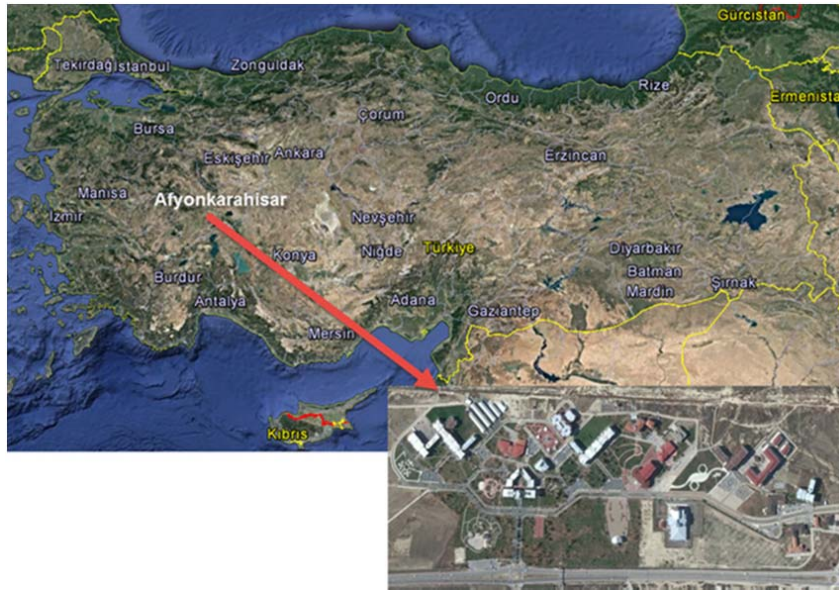 Gürcistan
Tekirdağ
İstanbul
Zonguldak
Rize
Ordu
Ermenista
Çorum
Bursa
Eskişehir
Ankara
Erzincan
Manisa
Afyonkarahisar
İzmir
Nevşehir
Konya
Niğde
Türkiye
Diyarbakır
Burdur
Batman
Şırnak
Antalya
Adana
Mardin
Gaziantep
Mersin
Kıbrıs